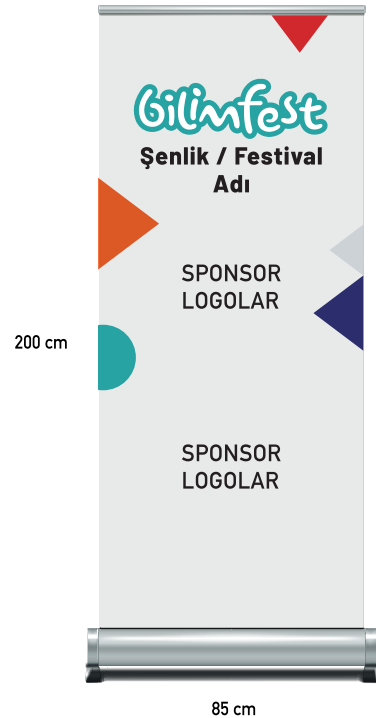 bilimfest
Şenlik / Festival
Adı
SPONSOR
LOGOLAR
200 cm
SPONSOR
LOGOLAR
85 cm